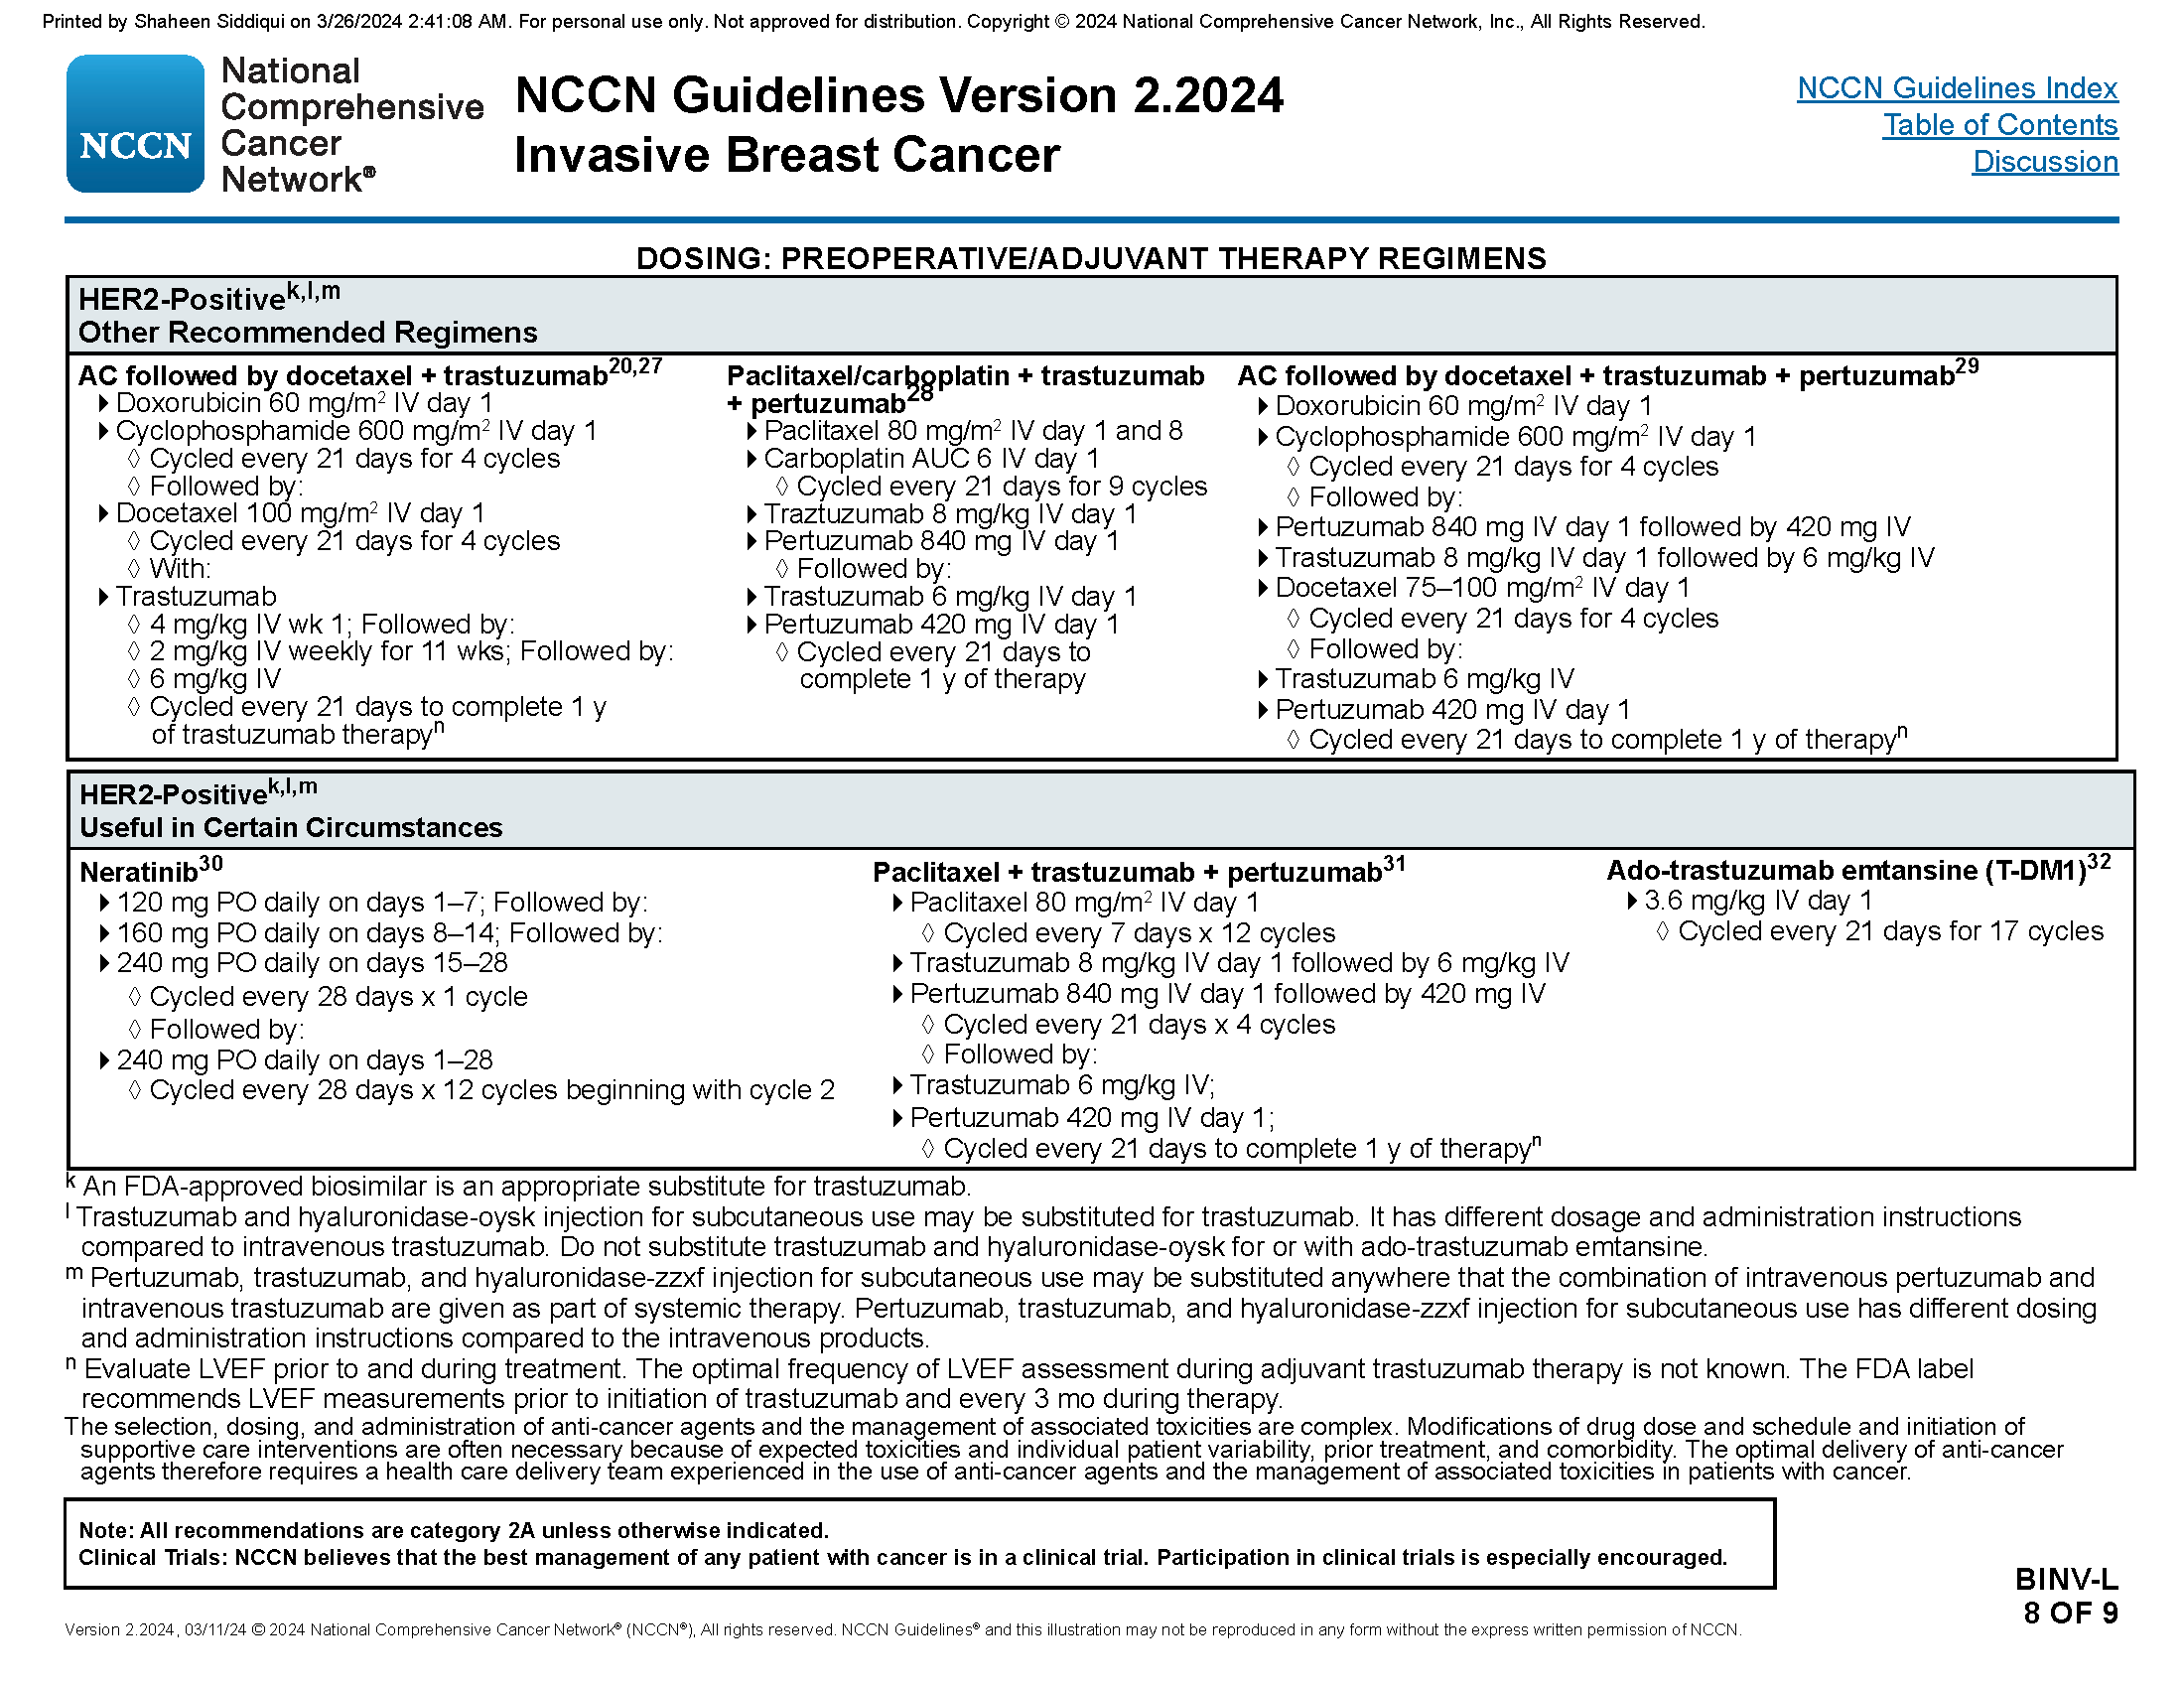 Printed by Shaheen Siddiqui on 3/26/2024 2:41:08 AM. For personal use only. Not approved for distribution. Copyright © 2024 National Comprehensive Cancer Network, Inc., All Rights Reserved.
NCCN
National
Comprehensive
Cancer
Network®
NCCN Guidelines Version 2.2024
Invasive Breast Cancer
NCCN Guidelines Index
Table of Contents
Discussion
DOSING: PREOPERATIVE/ADJUVANT THERAPY REGIMENS
HER2-Positivek,l,m
Other Recommended Regimens
AC followed by docetaxel + trastuzumab20,27
Doxorubicin 60 mg/m2 IV day 1
Cyclophosphamide 600 mg/m2 IV day 1
◊ Cycled every 21 days for 4 cycles
◊ Followed by:
Docetaxel 100 mg/m2 IV day 1
◊ Cycled every 21 days for 4 cycles
◊ With:
Trastuzumab
◊ 4 mg/kg IV wk 1; Followed by:
◊ 2 mg/kg IV weekly for 11 wks; Followed by:
◊ 6 mg/kg IV
◊ Cycled every 21 days to complete 1 y
of trastuzumab therapyn
Paclitaxel/carboplatin + trastuzumab
+ pertuzumab28
Paclitaxel 80 mg/m2 IV day 1 and 8
Carboplatin AUC 6 IV day 1
◊ Cycled every 21 days for 9 cycles
Traztuzumab 8 mg/kg IV day 1
Pertuzumab 840 mg IV day 1
◊ Followed by:
Trastuzumab 6 mg/kg IV day 1
Pertuzumab 420 mg IV day 1
◊ Cycled every 21 days to
complete 1 y of therapy
AC followed by docetaxel + trastuzumab + pertuzumab29
Doxorubicin 60 mg/m2 IV day 1
Cyclophosphamide 600 mg/m2 IV day 1
◊ Cycled every 21 days for 4 cycles
◊ Followed by:
Pertuzumab 840 mg IV day 1 followed by 420 mg IV
Trastuzumab 8 mg/kg IV day 1 followed by 6 mg/kg IV
Docetaxel 75–100 mg/m2 IV day 1
◊ Cycled every 21 days for 4 cycles
◊ Followed by:
Trastuzumab 6 mg/kg IV
Pertuzumab 420 mg IV day 1
◊ Cycled every 21 days to complete 1 y of therapyn
HER2-Positivek,l,m
Useful in Certain Circumstances
Neratinib30
120 mg PO daily on days 1–7; Followed by:
160 mg PO daily on days 8–14; Followed by:
240 mg PO daily on days 15–28
◊ Cycled every 28 days x 1 cycle
◊ Followed by:
240 mg PO daily on days 1–28
◊ Cycled every 28 days x 12 cycles beginning with cycle 2
Paclitaxel + trastuzumab + pertuzumab31
Paclitaxel 80 mg/m2 IV day 1
◊ Cycled every 7 days x 12 cycles
Trastuzumab 8 mg/kg IV day 1 followed by 6 mg/kg IV
Pertuzumab 840 mg IV day 1 followed by 420 mg IV
◊ Cycled every 21 days x 4 cycles
◊ Followed by:
Trastuzumab 6 mg/kg IV;
Pertuzumab 420 mg IV day 1;
◊ Cycled every 21 days to complete 1 y of therapyn
Ado-trastuzumab emtansine (T-DM1)32
3.6 mg/kg IV day 1
◊ Cycled every 21 days for 17 cycles
k An FDA-approved biosimilar is an appropriate substitute for trastuzumab.
l Trastuzumab and hyaluronidase-oysk injection for subcutaneous use may be substituted for trastuzumab. It has different dosage and administration instructions
compared to intravenous trastuzumab. Do not substitute trastuzumab and hyaluronidase-oysk for or with ado-trastuzumab emtansine.
m Pertuzumab, trastuzumab, and hyaluronidase-zzxf injection for subcutaneous use may be substituted anywhere that the combination of intravenous pertuzumab and
intravenous trastuzumab are given as part of systemic therapy. Pertuzumab, trastuzumab, and hyaluronidase-zzxf injection for subcutaneous use has different dosing
and administration instructions compared to the intravenous products.
n Evaluate LVEF prior to and during treatment. The optimal frequency of LVEF assessment during adjuvant trastuzumab therapy is not known. The FDA label
recommends LVEF measurements prior to initiation of trastuzumab and every 3 mo during therapy.
The selection, dosing, and administration of anti-cancer agents and the management of associated toxicities are complex. Modifications of drug dose and schedule and initiation of
supportive care interventions are often necessary because of expected toxicities and individual patient variability, prior treatment, and comorbidity. The optimal delivery of anti-cancer
agents therefore requires a health care delivery team experienced in the use of anti-cancer agents and the management of associated toxicities in patients with cancer.
Note: All recommendations are category 2A unless otherwise indicated.
Clinical Trials: NCCN believes that the best management of any patient with cancer is in a clinical trial. Participation in clinical trials is especially encouraged.
BINV-L
8 OF 9
Version 2.2024, 03/11/24 © 2024 National Comprehensive Cancer Network® (NCCN®), All rights reserved. NCCN Guidelines® and this illustration may not be reproduced in any form without the express written permission of NCCN.